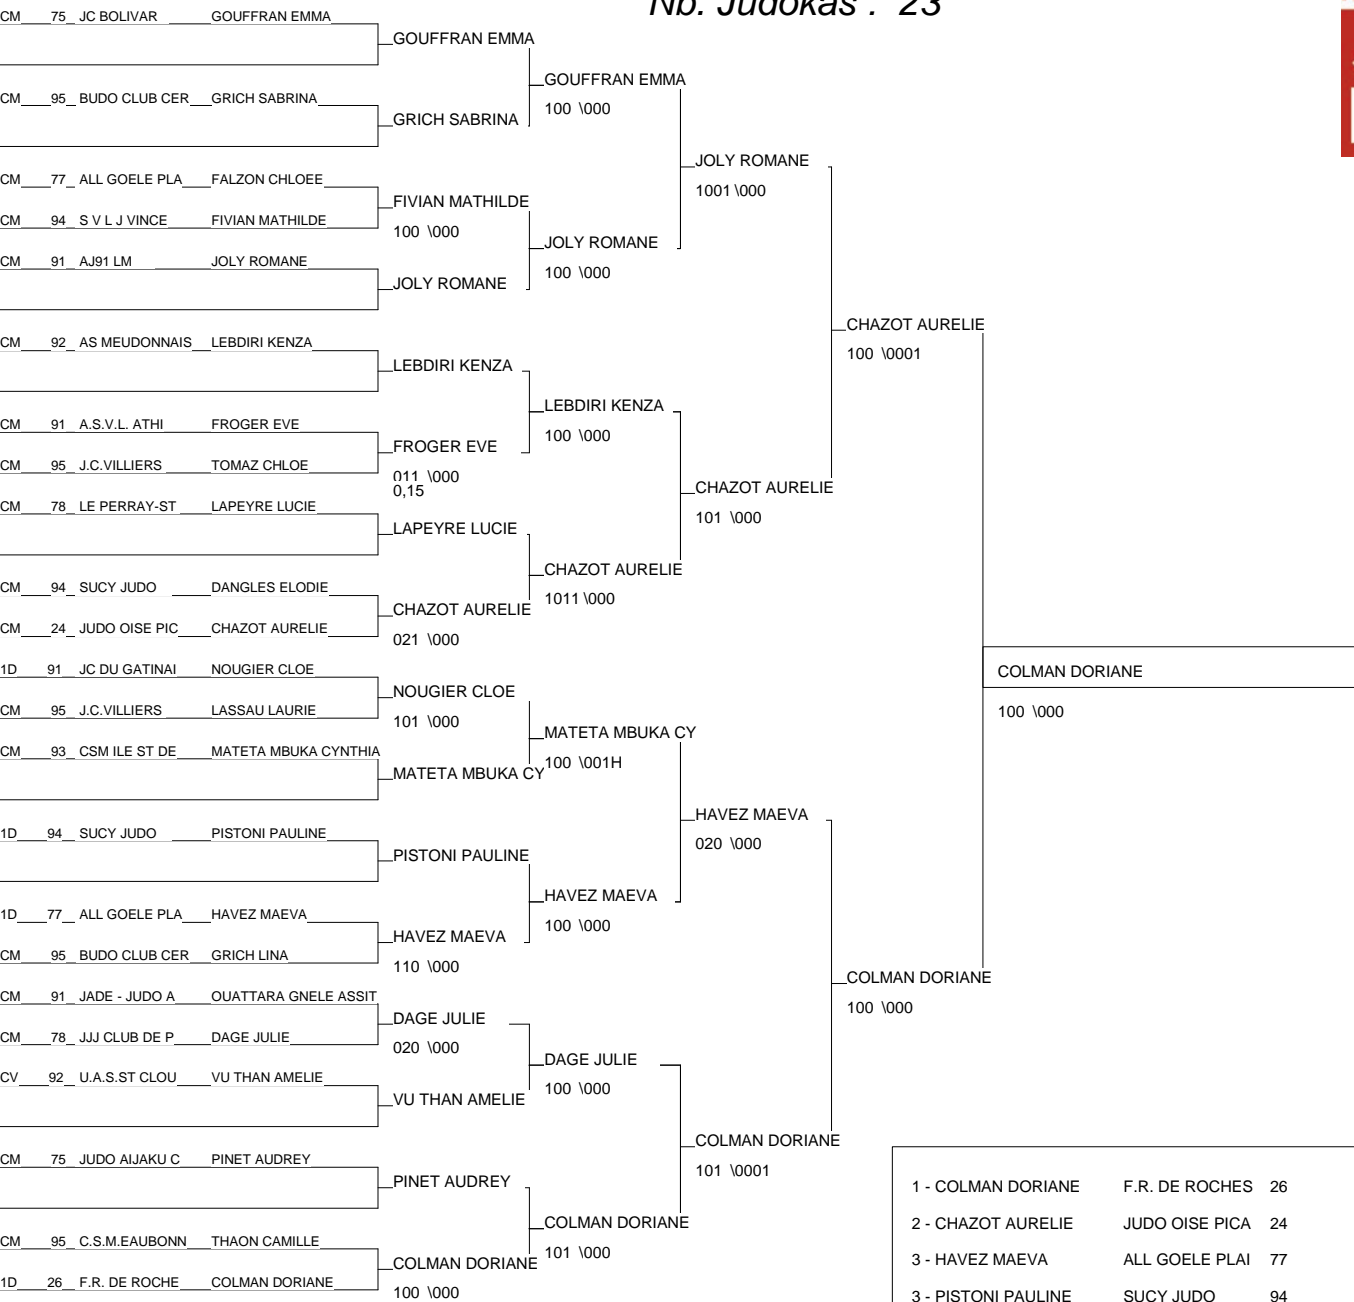 Nb. Judokas : 23
CM 75 JC BOLIVAR GOUFFRAN EMMA
GOUFFRAN EMMA
GOUFFRAN EMMA
100 \000
CM 95 BUDO CLUB CER GRICH SABRINA
GRICH SABRINA
JOLY ROMANE
1001 \000
CM 77 ALL GOELE PLA FALZON CHLOEE
FIVIAN MATHILDE
100 \000
CM 94 S V L J VINCE FIVIAN MATHILDE
JOLY ROMANE
100 \000
CM 91 AJ91 LM JOLY ROMANE
JOLY ROMANE
CHAZOT AURELIE
100 \0001
CM 92 AS MEUDONNAIS LEBDIRI KENZA
LEBDIRI KENZA
LEBDIRI KENZA
100 \000
CM 91 A.S.V.L. ATHI FROGER EVE
FROGER EVE
011 \000
0,15
CM 95 J.C.VILLIERS TOMAZ CHLOE
CHAZOT AURELIE
101 \000
CM 78 LE PERRAY-ST LAPEYRE LUCIE
LAPEYRE LUCIE
CHAZOT AURELIE
1011 \000
CM 94 SUCY JUDO DANGLES ELODIE
CHAZOT AURELIE
021 \000
CM 24 JUDO OISE PIC CHAZOT AURELIE
COLMAN DORIANE
100 \000
1D 91 JC DU GATINAI NOUGIER CLOE
NOUGIER CLOE
101 \000
CM 95 J.C.VILLIERS LASSAU LAURIE
MATETA MBUKA CY
100 \001H
CM 93 CSM ILE ST DE MATETA MBUKA CYNTHIA
MATETA MBUKA CY
HAVEZ MAEVA
020 \000
1D 94 SUCY JUDO PISTONI PAULINE
PISTONI PAULINE
HAVEZ MAEVA
100 \000
1D 77 ALL GOELE PLA HAVEZ MAEVA
HAVEZ MAEVA
110 \000
CM 95 BUDO CLUB CER GRICH LINA
COLMAN DORIANE
100 \000
CM 91 JADE - JUDO A OUATTARA GNELE ASSIT
DAGE JULIE
020 \000
CM 78 JJJ CLUB DE P DAGE JULIE
DAGE JULIE
100 \000
CV 92 U.A.S.ST CLOU VU THAN AMELIE
VU THAN AMELIE
COLMAN DORIANE
101 \0001
CM 75 JUDO AIJAKU C PINET AUDREY
PINET AUDREY
COLMAN DORIANE
101 \000
CM 95 C.S.M.EAUBONN THAON CAMILLE
COLMAN DORIANE
100 \000
1D 26 F.R. DE ROCHE COLMAN DORIANE
1 - COLMAN DORIANE F.R. DE ROCHES 26
2 - CHAZOT AURELIE JUDO OISE PICA 24
3 - HAVEZ MAEVA ALL GOELE PLAI 77
3 - PISTONI PAULINE SUCY JUDO 94